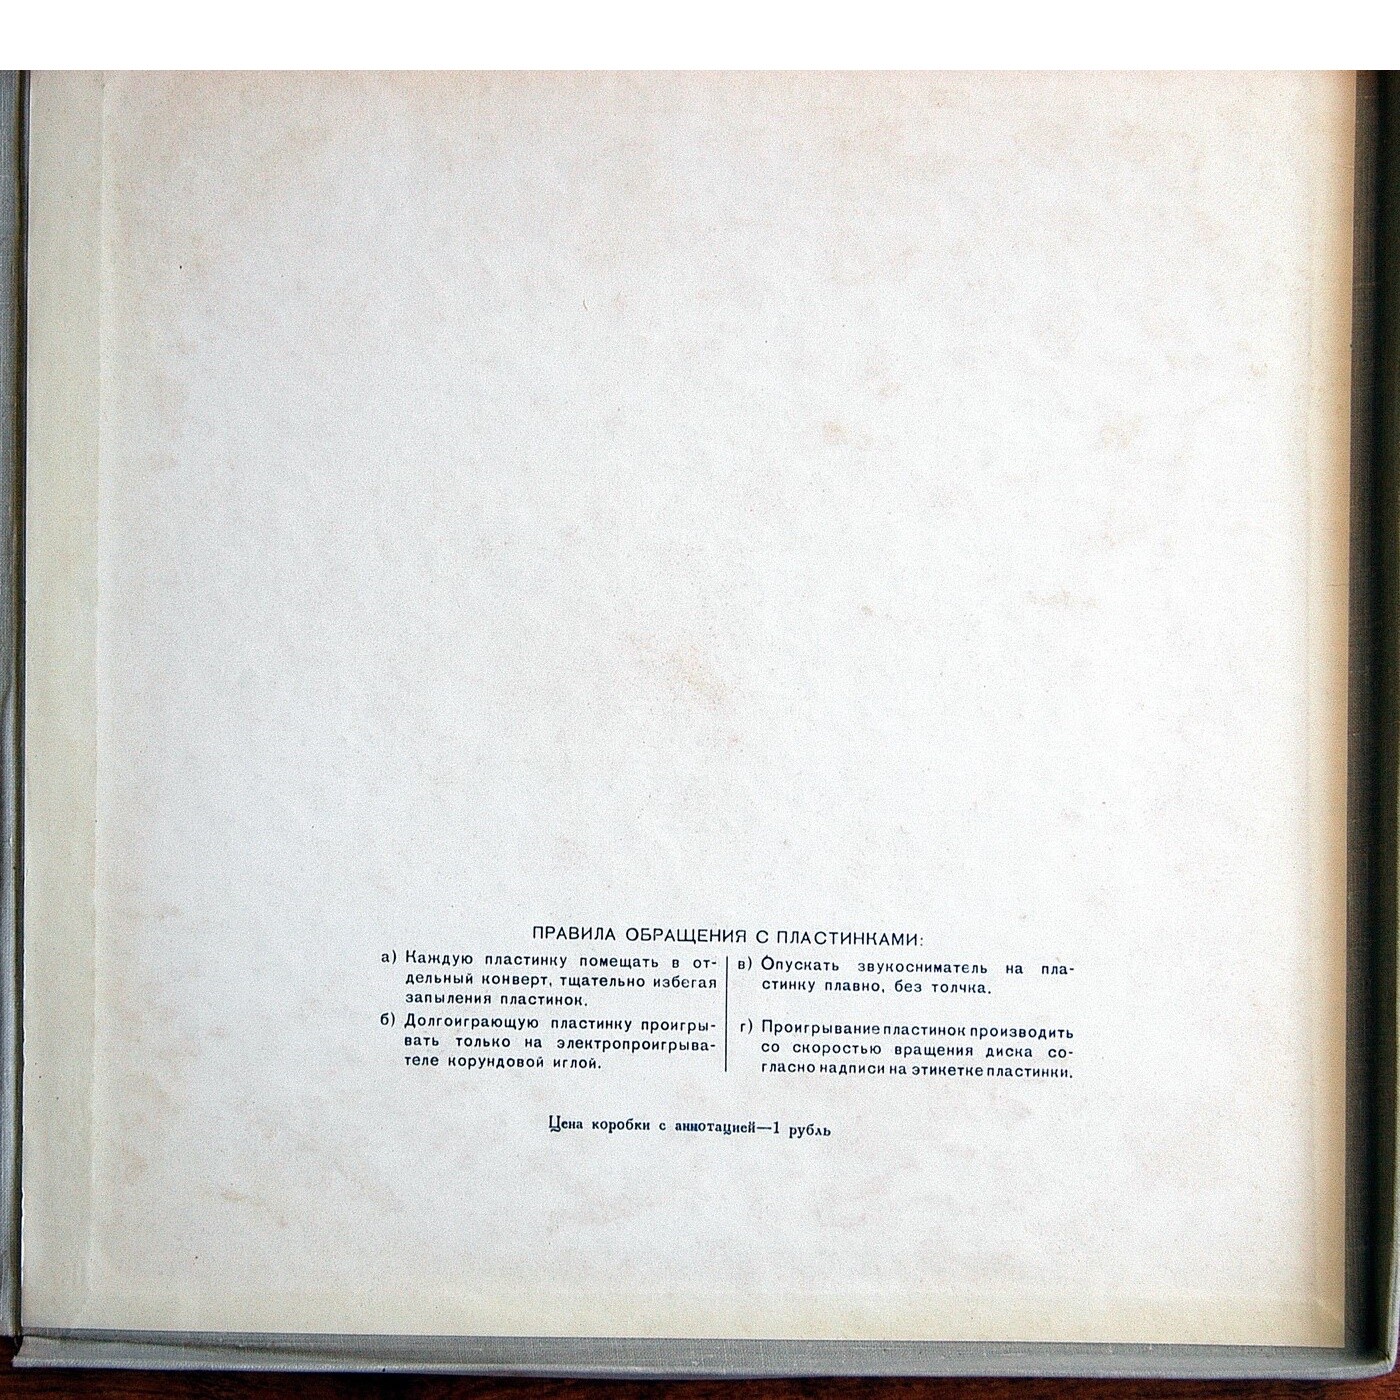 ПРАВИЛА ОБРАЩЕНИЯ С ПЛАСТИНКАМИ:
а) Каждую пластинку помещать в от-
дельный конверт, тщательно избегая
запыления пластинок.
б) Долгоиграющую пластинку проигры-
вать только на электропроигрыва-
теле корундовой иглой.
в) Опускать звукосниматель на пла-
стинку плавно, без толчка.
г) Проигрывание пластинок производить
со скоростью вращения диска со-
гласно надписи на этикетке пластинки.
Цена коробки с аннотацией—1 рубль